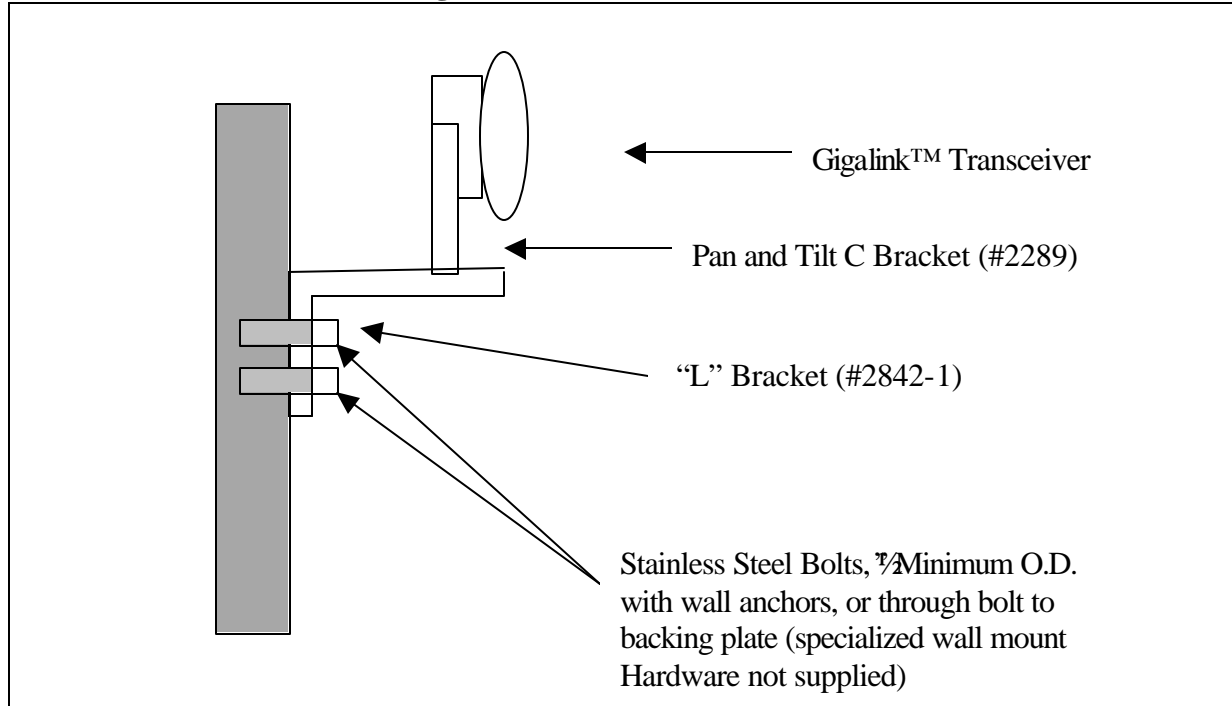 Gigalink™ Transceiver
Pan and Tilt C Bracket (#2289)
“L” Bracket (#2842-1)
Stainless Steel Bolts, Minimum O.D.
with wall anchors, or through bolt to
backing plate (specialized wall mount
Hardware not supplied)